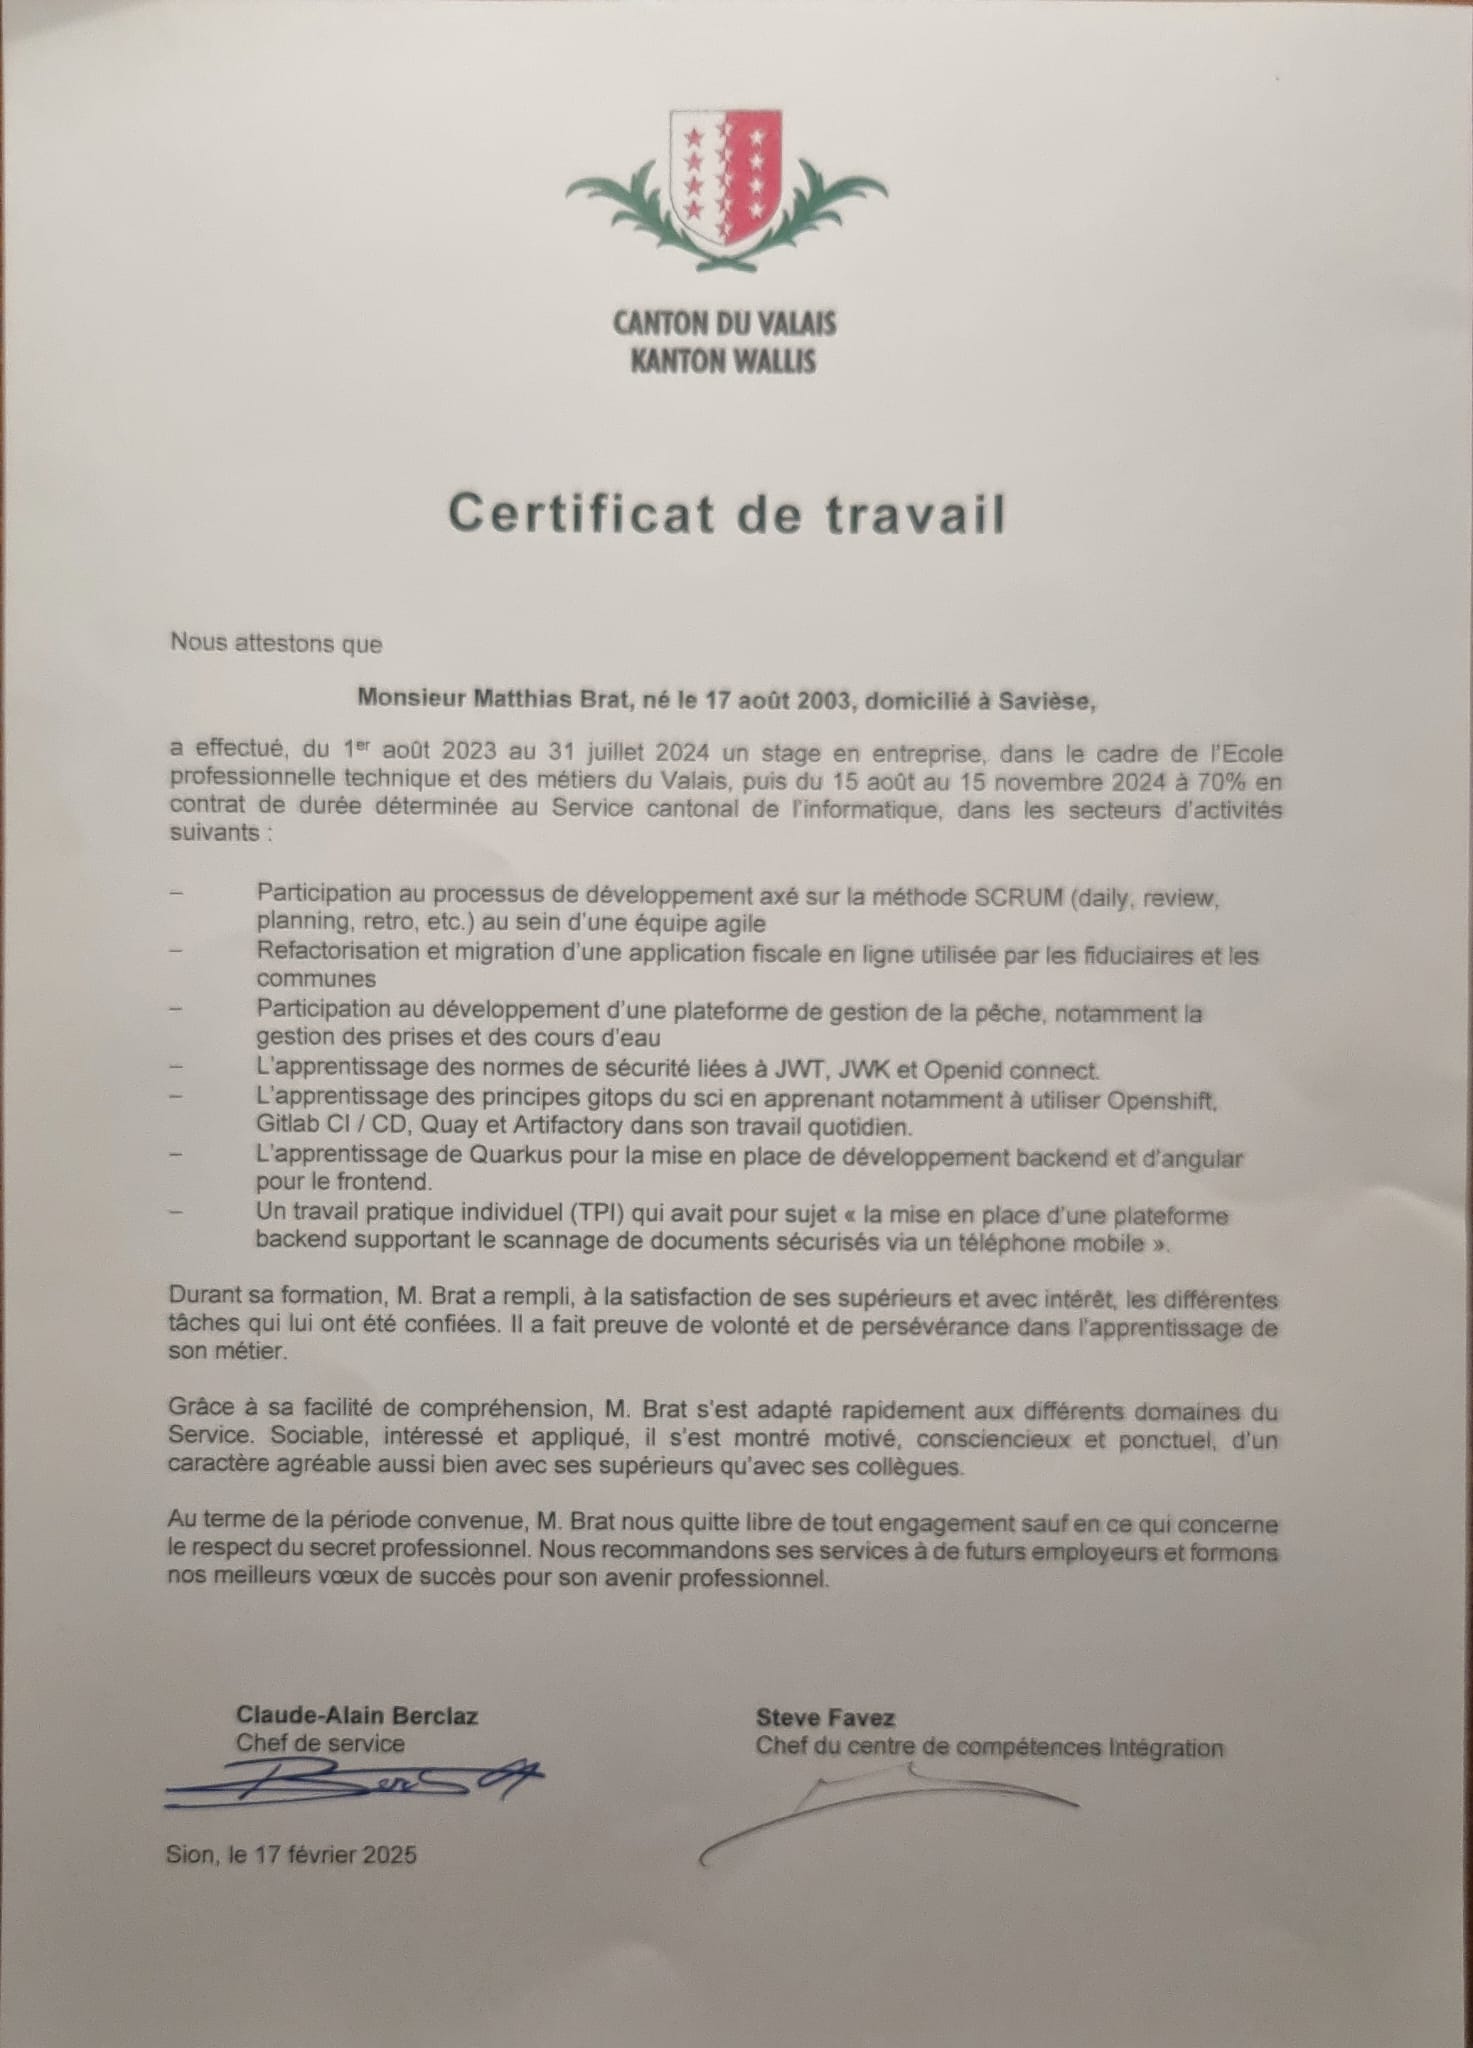 CANTON DU VALAIS
KANTON WALLIS
Certificat de travail
Nous attestons que
Monsieur Matthias Brat, né le 17 août 2003, domicilié à Savièse,
a effectué, du 1er août 2023 au 31 juillet 2024 un stage en entreprise, dans le cadre de l'Ecole
professionnelle technique et des métiers du Valais, puis du 15 août au 15 novembre 2024 à 70% en
contrat de durée déterminée au Service cantonal de l'informatique, dans les secteurs d'activités
suivants :
– Participation au processus de développement axé sur la méthode SCRUM (daily, review,
planning, retro, etc.) au sein d'une équipe agile
– Refactorisation et migration d'une application fiscale en ligne utilisée par les fiduciaires et les
communes
– Participation au développement d'une plateforme de gestion de la pêche, notamment la
gestion des prises et des cours d'eau
– L'apprentissage des normes de sécurité liées à JWT, JWK et Openid connect.
– L'apprentissage des principes gitops du sci en apprenant notamment à utiliser Openshift,
Gitlab CI / CD, Quay et Artifactory dans son travail quotidien.
– L'apprentissage de Quarkus pour la mise en place de développement backend et d'angular
pour le frontend.
– Un travail pratique individuel (TPI) qui avait pour sujet « la mise en place d'une plateforme
backend supportant le scannage de documents sécurisés via un téléphone mobile ».
Durant sa formation, M. Brat a rempli, à la satisfaction de ses supérieurs et avec intérêt, les différentes
tâches qui lui ont été confiées. Il a fait preuve de volonté et de persévérance dans l'apprentissage de
son métier.
Grâce à sa facilité de compréhension, M. Brat s'est adapté rapidement aux différents domaines du
Service. Sociable, intéressé et appliqué, il s'est montré motivé, consciencieux et ponctuel, d'un
caractère agréable aussi bien avec ses supérieurs qu'avec ses collègues.
Au terme de la période convenue, M. Brat nous quitte libre de tout engagement sauf en ce qui concerne
le respect du secret professionnel. Nous recommandons ses services à de futurs employeurs et formons
nos meilleurs vœux de succès pour son avenir professionnel.
Claude-Alain Berclaz
Chef de service
Steve Favez
Chef du centre de compétences Intégration
Sion, le 17 février 2025